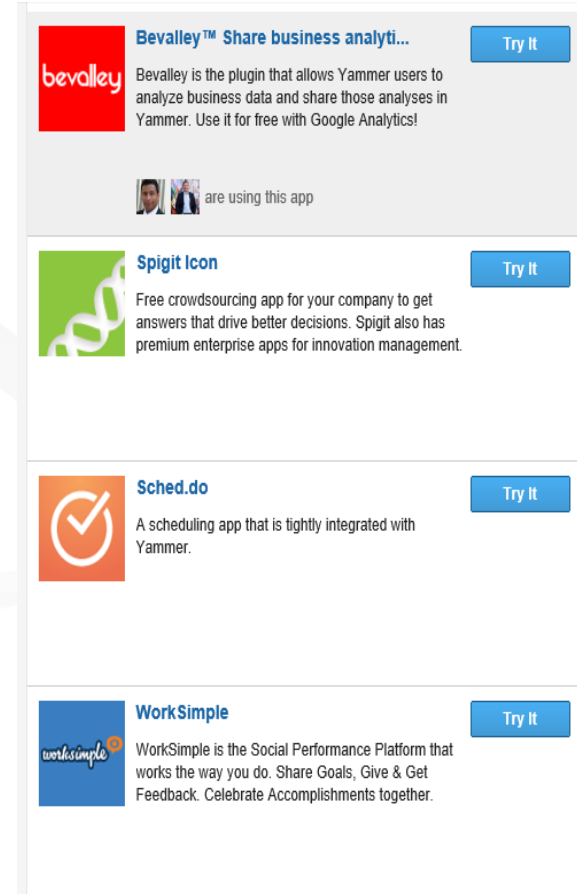 bevalley
Bevalley™ Share business analyti...
Try It
Bevalley is the plugin that allows Yammer users to
analyze business data and share those analyses in
Yammer. Use it for free with Google Analytics!
are using this app
Spigit Icon
Try It
Free crowdsourcing app for your company to get
answers that drive better decisions. Spigit also has
premium enterprise apps for innovation management.
Sched.do
Try It
A scheduling app that is tightly integrated with
Yammer.
worksimple
WorkSimple
Try It
WorkSimple is the Social Performance Platform that
works the way you do. Share Goals, Give & Get
Feedback. Celebrate Accomplishments together.